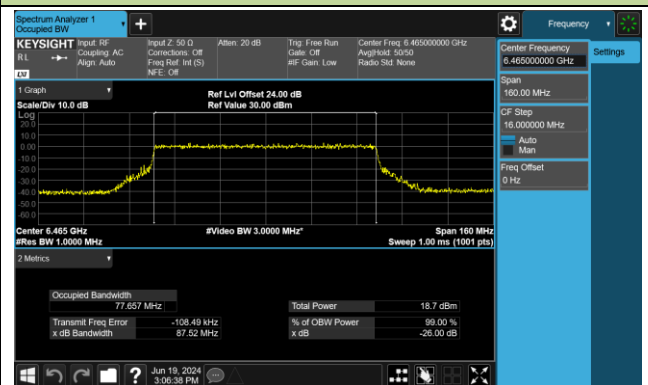 Spectrum Analyzer 1
Occupied BW
+
Frequency
KEYSIGHT
RL
LXI
Input: RF
Coupling: AC
Align: Auto
Input Z: 50 Ω
Corrections: Off
Freq Ref: Int (S)
NFE: Off
Atten: 20 dB
Trig: Free Run
Gate: Off
#IF Gain: Low
Center Freq: 6.465000000 GHz
Avg|Hold: 50/50
Radio Std: None
Center Frequency
6.465000000 GHz
Settings
Span
160.00 MHz
CF Step
16.000000 MHz
Auto
Man
Freq Offset
0 Hz
1 Graph
Scale/Div 10.0 dB
Ref Lvl Offset 24.00 dB
Ref Value 30.00 dBm
Log
20.0
10.0
0.00
-10.0
-20.0
-30.0
-40.0
-50.0
-60.0
Center 6.465 GHz
#Video BW 3.0000 MHz*
Span 160 MHz
#Res BW 1.0000 MHz
Sweep 1.00 ms (1001 pts)
2 Metrics
Occupied Bandwidth
77.657 MHz
Total Power 18.7 dBm
Transmit Freq Error -108.49 kHz
% of OBW Power 99.00 %
x dB Bandwidth 87.52 MHz
x dB -26.00 dB
?
Jun 19, 2024
3:06:38 PM